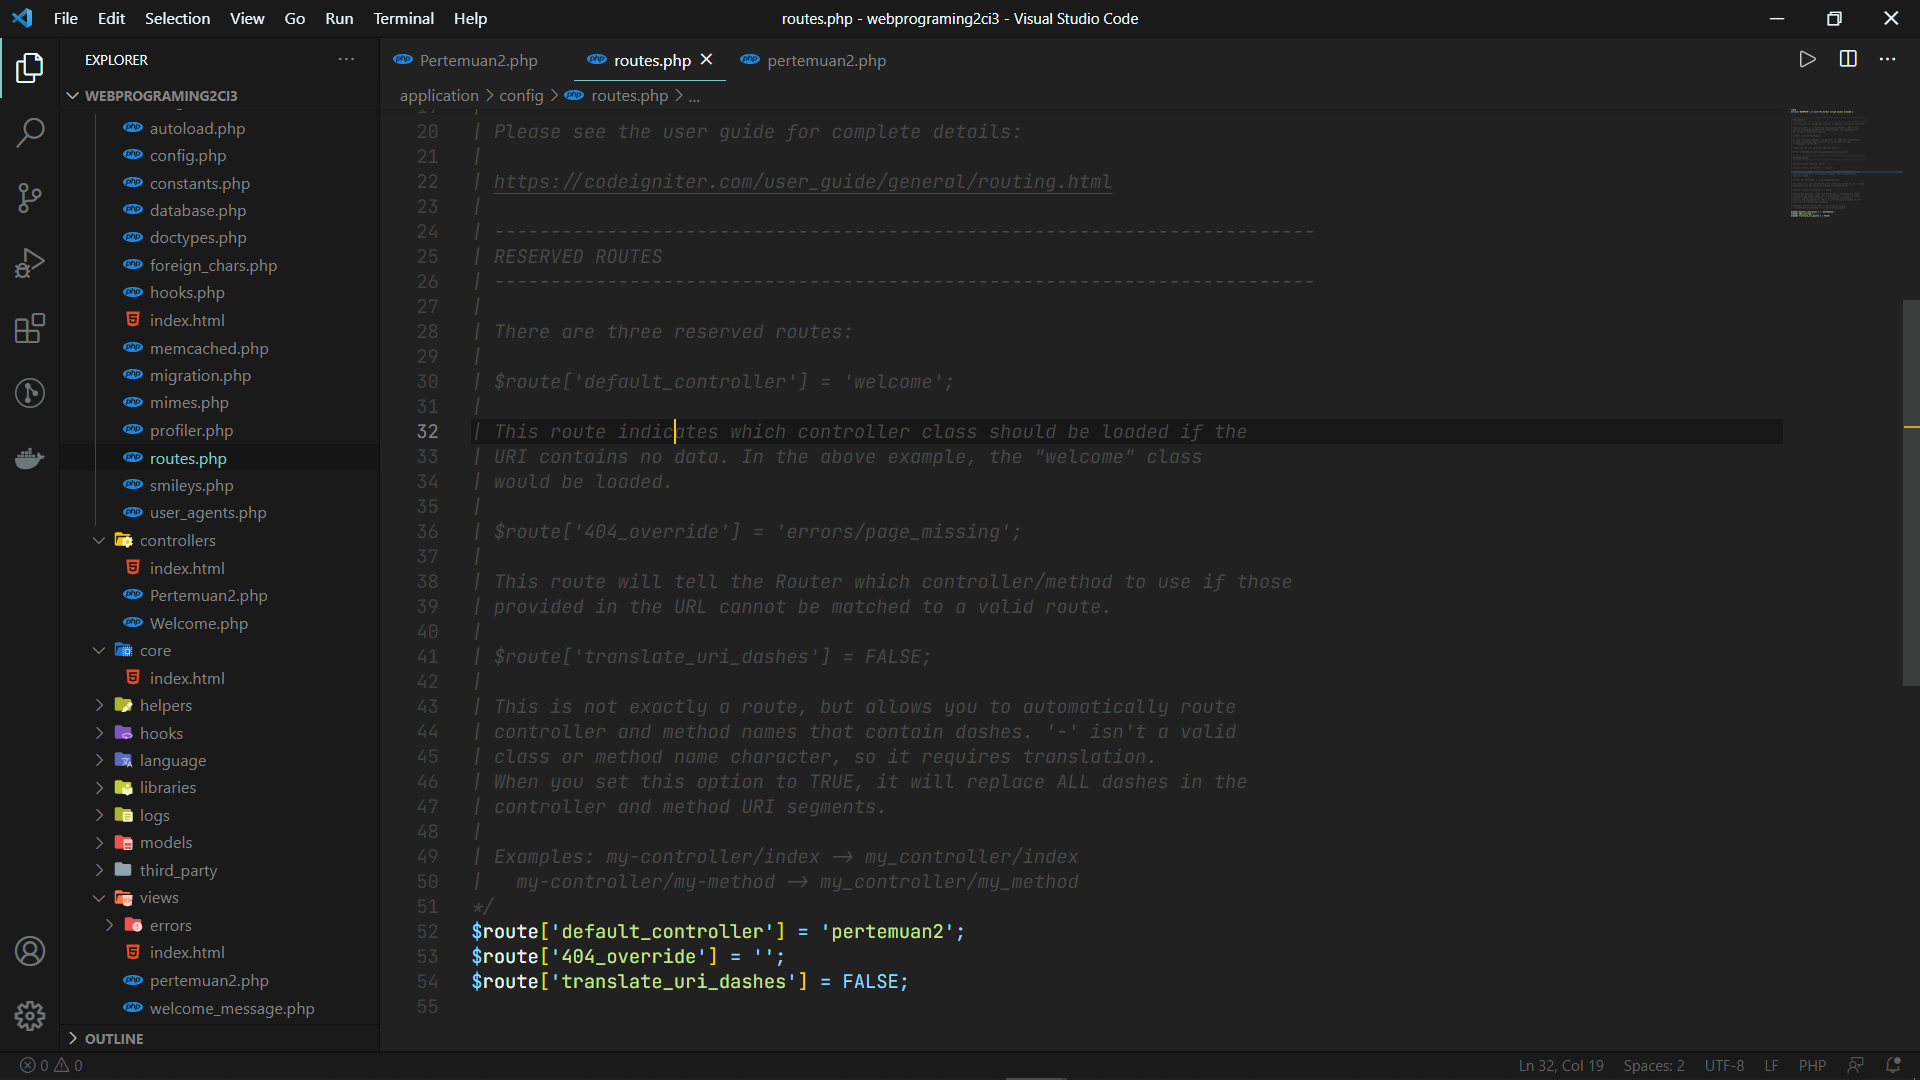 File Edit Selection View Go Run Terminal Help
routes.php - webprograming2ci3 - Visual Studio Code
EXPLORER
WEBPROGRAMING2CI3
autoload.php
config.php
constants.php
database.php
doctypes.php
foreign_chars.php
hooks.php
index.html
memcached.php
migration.php
mimes.php
profiler.php
routes.php
smileys.php
user_agents.php
controllers
index.html
Pertemuan2.php
Welcome.php
core
index.html
helpers
hooks
language
libraries
logs
models
third_party
views
errors
index.html
pertemuan2.php
welcome_message.php
OUTLINE
Pertemuan2.php routes.php pertemuan2.php
application > config > routes.php > ...
20 | Please see the user guide for complete details:
21 |
22 | https://codeigniter.com/user_guide/general/routing.html
23 |
24 | -------------------------------------------------------------------------
25 | RESERVED ROUTES
26 | -------------------------------------------------------------------------
27 |
28 | There are three reserved routes:
29 |
30 | $route['default_controller'] = 'welcome';
31 |
32 | This route indicates which controller class should be loaded if the
33 | URI contains no data. In the above example, the "welcome" class
34 | would be loaded.
35 |
36 | $route['404_override'] = 'errors/page_missing';
37 |
38 | This route will tell the Router which controller/method to use if those
39 | provided in the URL cannot be matched to a valid route.
40 |
41 | $route['translate_uri_dashes'] = FALSE;
42 |
43 | This is not exactly a route, but allows you to automatically route
44 | controller and method names that contain dashes. '-' isn't a valid
45 | class or method name character, so it requires translation.
46 | When you set this option to TRUE, it will replace ALL dashes in the
47 | controller and method URI segments.
48 |
49 | Examples: my-controller/index -> my_controller/index
50 |   my-controller/my-method -> my_controller/my_method
51 */
52 $route['default_controller'] = 'pertemuan2';
53 $route['404_override'] = '';
54 $route['translate_uri_dashes'] = FALSE;
55
0 0
Ln 32, Col 19 Spaces: 2 UTF-8 LF PHP